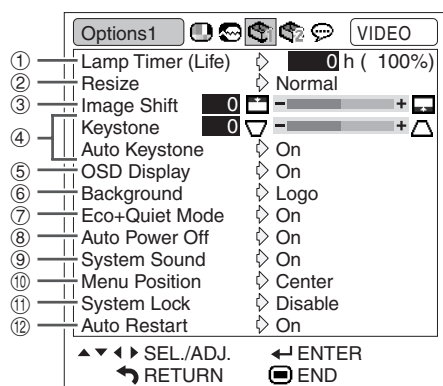 Options1 VIDEO
① Lamp Timer (Life) 0 h ( 100%)
② Resize Normal
③ Image Shift 0 – +
④ Keystone 0 – +
Auto Keystone On
⑤ OSD Display On
⑥ Background Logo
⑦ Eco+Quiet Mode On
⑧ Auto Power Off On
⑨ System Sound On
⑩ Menu Position Center
⑪ System Lock Disable
⑫ Auto Restart On
SEL./ADJ. ENTER
RETURN END